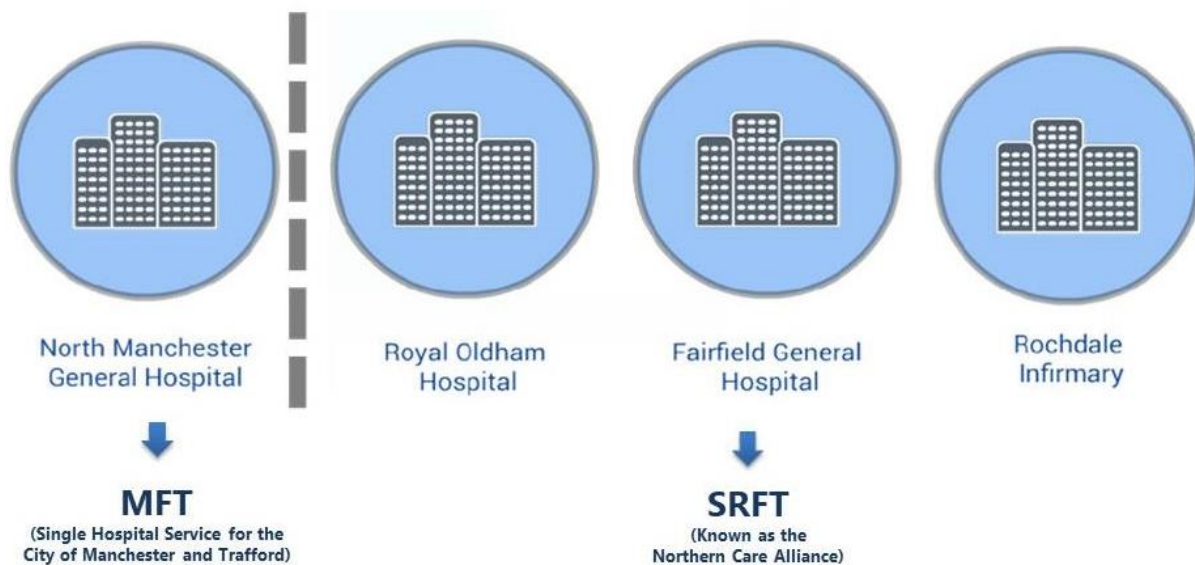 North Manchester
General Hospital
Royal Oldham
Hospital
Fairfield General
Hospital
Rochdale
Infirmary
MFT
(Single Hospital Service for the
City of Manchester and Trafford)
SRFT
(Known as the
Northern Care Alliance)